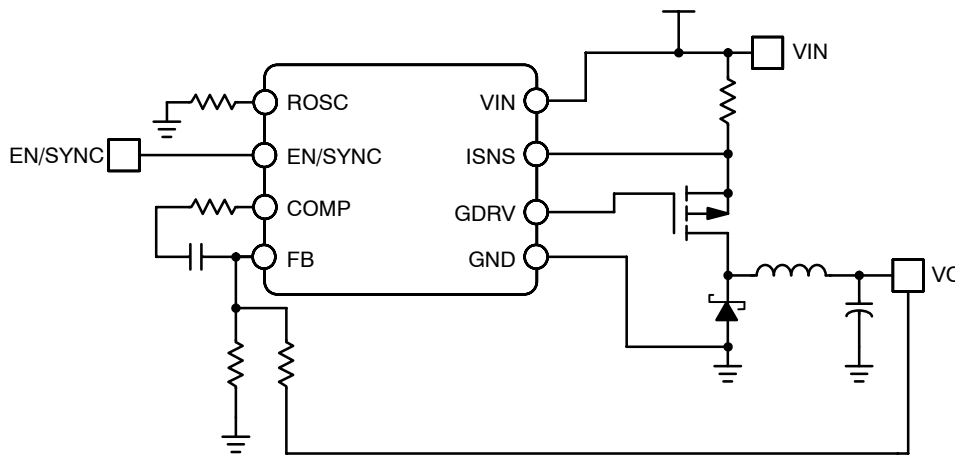 VIN
ROSC
VIN
EN/SYNC
EN/SYNC
ISNS
COMP
GDRV
FB
GND